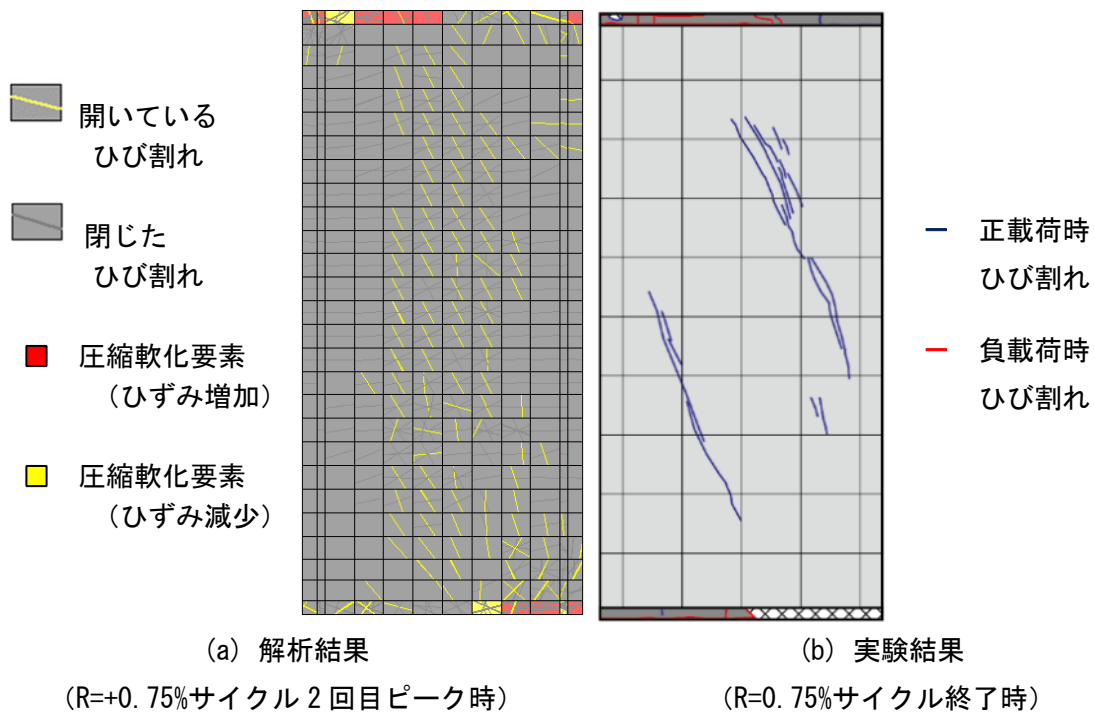 開いている
ひび割れ
閉じた
ひび割れ
圧縮軟化要素
（ひずみ増加）
圧縮軟化要素
（ひずみ減少）
正載荷時
ひび割れ
負載荷時
ひび割れ
(a) 解析結果
（R=+0.75%サイクル2回目ピーク時）
(b) 実験結果
（R=0.75%サイクル終了時）